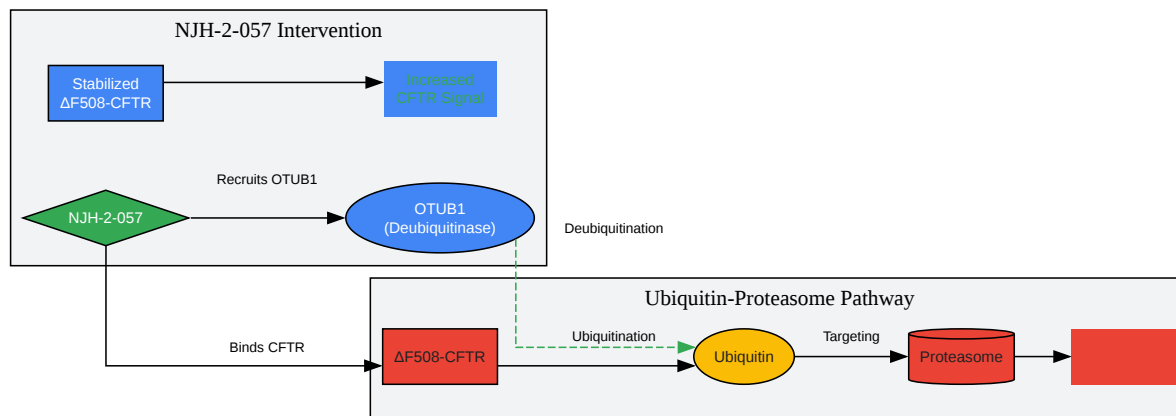 NJH-2-057 Intervention
Stabilized
ΔF508-CFTR
Increased
CFTR Signal
Recruits OTUB1
NJH-2-057
OTUB1
(Deubiquitinase)
Deubiquitination
Ubiquitin-Proteasome Pathway
Binds CFTR
ΔF508-CFTR
Ubiquitination
Ubiquitin
Targeting
Proteasome